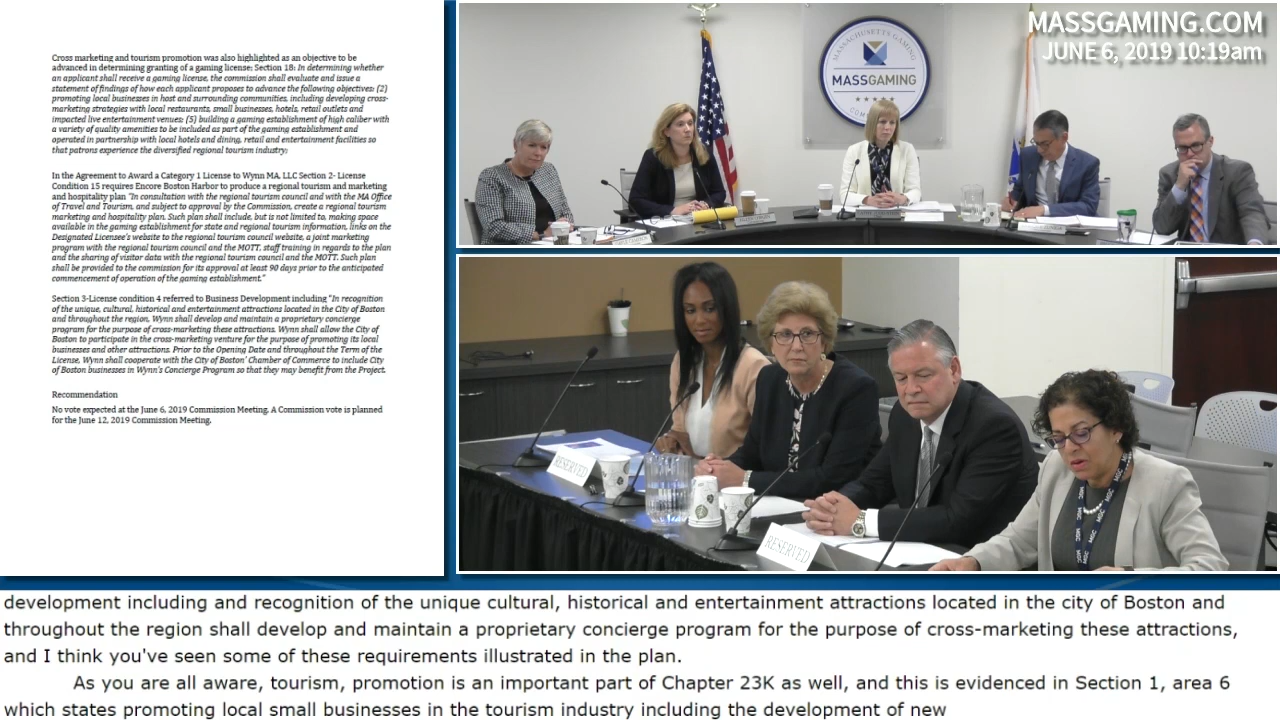 Cross marketing and tourism promotion was also highlighted as an objective to be
advanced in determining granting of a gaming license; Section 18: In determining whether
an applicant shall receive a gaming license, the commission shall evaluate and issue a
statement of findings of how each applicant proposes to advance the following objectives: (2)
promoting local businesses in host and surrounding communities, including developing cross-
marketing strategies with local restaurants, small businesses, hotels, retail outlets and
impacted live entertainment venues; (5) building a gaming establishment of high caliber with
a variety of quality amenities to be included as part of the gaming establishment and
operated in partnership with local hotels and dining, retail and entertainment facilities so
that patrons experience the diversified regional tourism industry;
In the Agreement to Award a Category 1 License to Wynn MA, LLC Section 2- License
Condition 15 requires Encore Boston Harbor to produce a regional tourism and marketing
and hospitality plan "In consultation with the regional tourism council and with the MA Office
of Travel and Tourism, and subject to approval by the Commission, create a regional tourism
marketing and hospitality plan. Such plan shall include, but is not limited to, making space
available in the gaming establishment for state and regional tourism information, links on the
Designated Licensee's website to the regional tourism council website, a joint marketing
program with the regional tourism council and the MOTT, staff training in regards to the plan
and the sharing of visitor data with the regional tourism council and the MOTT. Such plan
shall be provided to the commission for its approval at least 90 days prior to the anticipated
commencement of operation of the gaming establishment."
Section 3-License condition 4 referred to Business Development including "In recognition
of the unique, cultural, historical and entertainment attractions located in the City of Boston
and throughout the region, Wynn shall develop and maintain a proprietary concierge
program for the purpose of cross-marketing these attractions. Wynn shall allow the City of
Boston to participate in the cross-marketing venture for the purpose of promoting its local
businesses and other attractions. Prior to the Opening Date and throughout the Term of the
License, Wynn shall cooperate with the City of Boston' Chamber of Commerce to include City
of Boston businesses in Wynn's Concierge Program so that they may benefit from the Project.
Recommendation
No vote expected at the June 6, 2019 Commission Meeting. A Commission vote is planned
for the June 12, 2019 Commission Meeting.
MASSGAMING.COM
JUNE 6, 2019 10:19am
MASSACHUSETTS GAMING
MASSGAMING
RESERVED
RESERVED
MGC
MGC
development including and recognition of the unique cultural, historical and entertainment attractions located in the city of Boston and
throughout the region shall develop and maintain a proprietary concierge program for the purpose of cross-marketing these attractions,
and I think you've seen some of these requirements illustrated in the plan.
As you are all aware, tourism, promotion is an important part of Chapter 23K as well, and this is evidenced in Section 1, area 6
which states promoting local small businesses in the tourism industry including the development of new